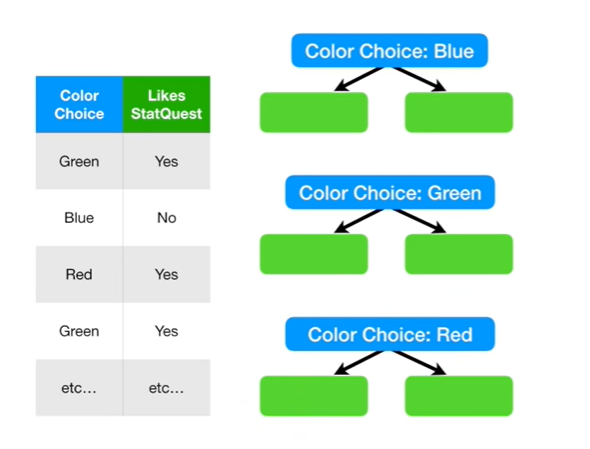 Color Choice: Blue
Color Choice
Likes StatQuest
Green Yes
Blue No
Color Choice: Green
Red Yes
Green Yes
Color Choice: Red
etc... etc...